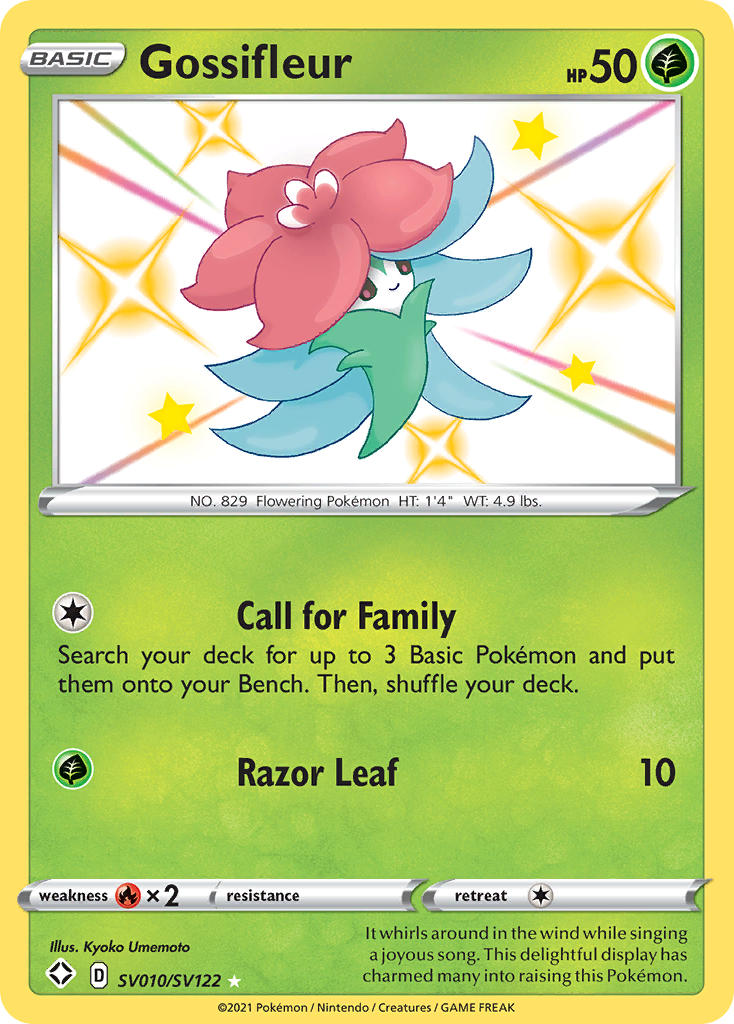 BASIC Gossifleur HP50
NO. 829 Flowering Pokémon HT: 1'4" WT: 4.9 lbs.
Call for Family
Search your deck for up to 3 Basic Pokémon and put
them onto your Bench. Then, shuffle your deck.
Razor Leaf 10
weakness ×2 resistance retreat
Illus. Kyoko Umemoto
D SV010/SV122
It whirls around in the wind while singing
a joyous song. This delightful display has
charmed many into raising this Pokémon.
©2021 Pokémon / Nintendo / Creatures / GAME FREAK